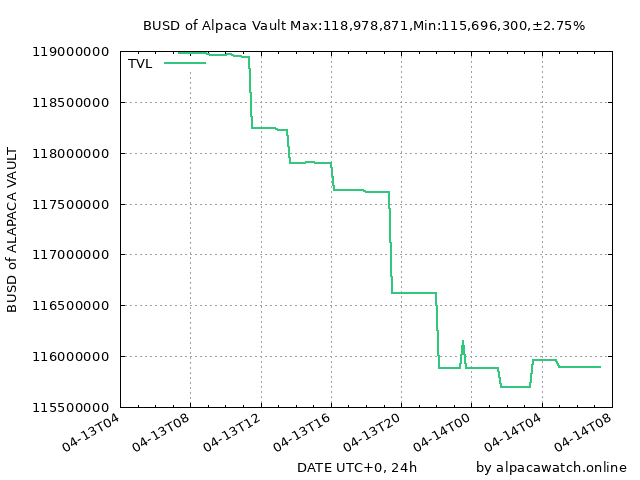 BUSD of Alpaca Vault Max:118,978,871,Min:115,696,300,±2.75%
119000000
TVL
118500000
118000000
117500000
117000000
116500000
116000000
115500000
BUSD of ALAPACA VAULT
04-13T04
04-13T08
04-13T12
04-13T16
04-13T20
04-14T00
04-14T04
04-14T08
DATE UTC+0, 24h
by alpacawatch.online